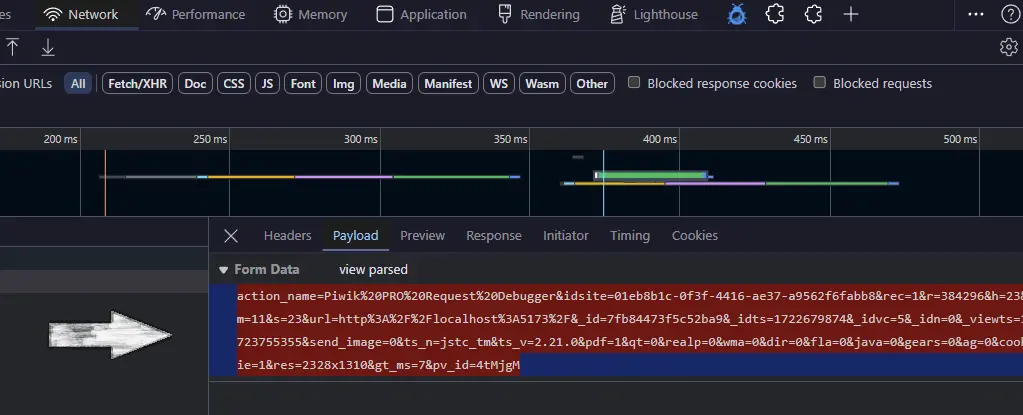 es Network Performance Memory Application Rendering Lighthouse
sion URLs All Fetch/XHR Doc CSS JS Font Img Media Manifest WS Wasm Other Blocked response cookies Blocked requests
200 ms 250 ms 300 ms 350 ms 400 ms 450 ms 500 ms
Headers Payload Preview Response Initiator Timing Cookies
Form Data view parsed
action_name=Piwik%20PRO%20Request%20Debugger&idsite=01eb8b1c-0f3f-4416-ae37-a9562f6fabb8&rec=1&r=384296&h=23&
m=11&s=23&url=http%3A%2F%2Flocalhost%3A5173%2F&_id=7fb84473f5c52ba9&_idts=1722679874&_idvc=5&_idn=0&_viewts=1
723755355&send_image=0&ts_n=jstc_tm&ts_v=2.21.0&pdf=1&qt=0&realp=0&wma=0&dir=0&fla=0&java=0&gears=0&ag=0&cook
ie=1&res=2328x1310&gt_ms=7&pv_id=4tMjgM